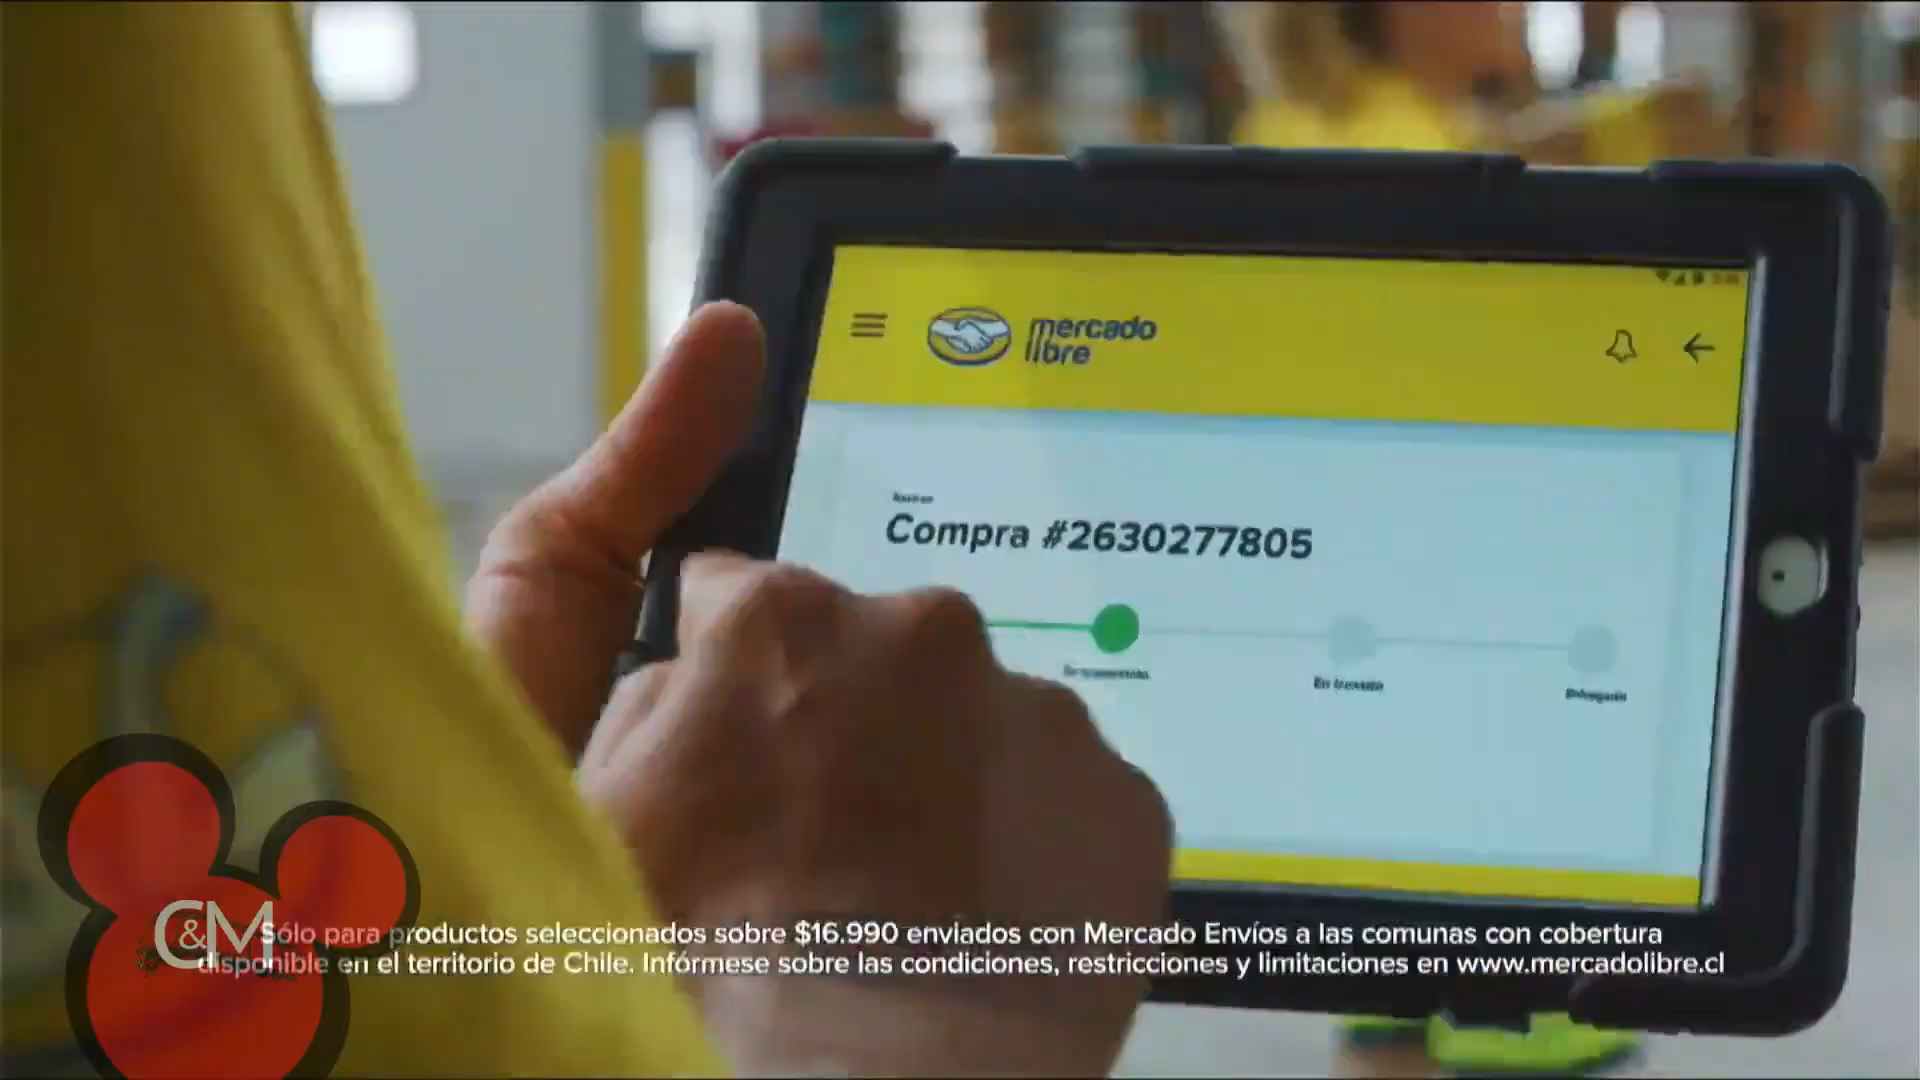 mercado
libre
Compra #2630277805
En tránsito
Entregado
C&M
Sólo para productos seleccionados sobre $16.990 enviados con Mercado Envíos a las comunas con cobertura
disponible en el territorio de Chile. Infórmese sobre las condiciones, restricciones y limitaciones en www.mercadolibre.cl